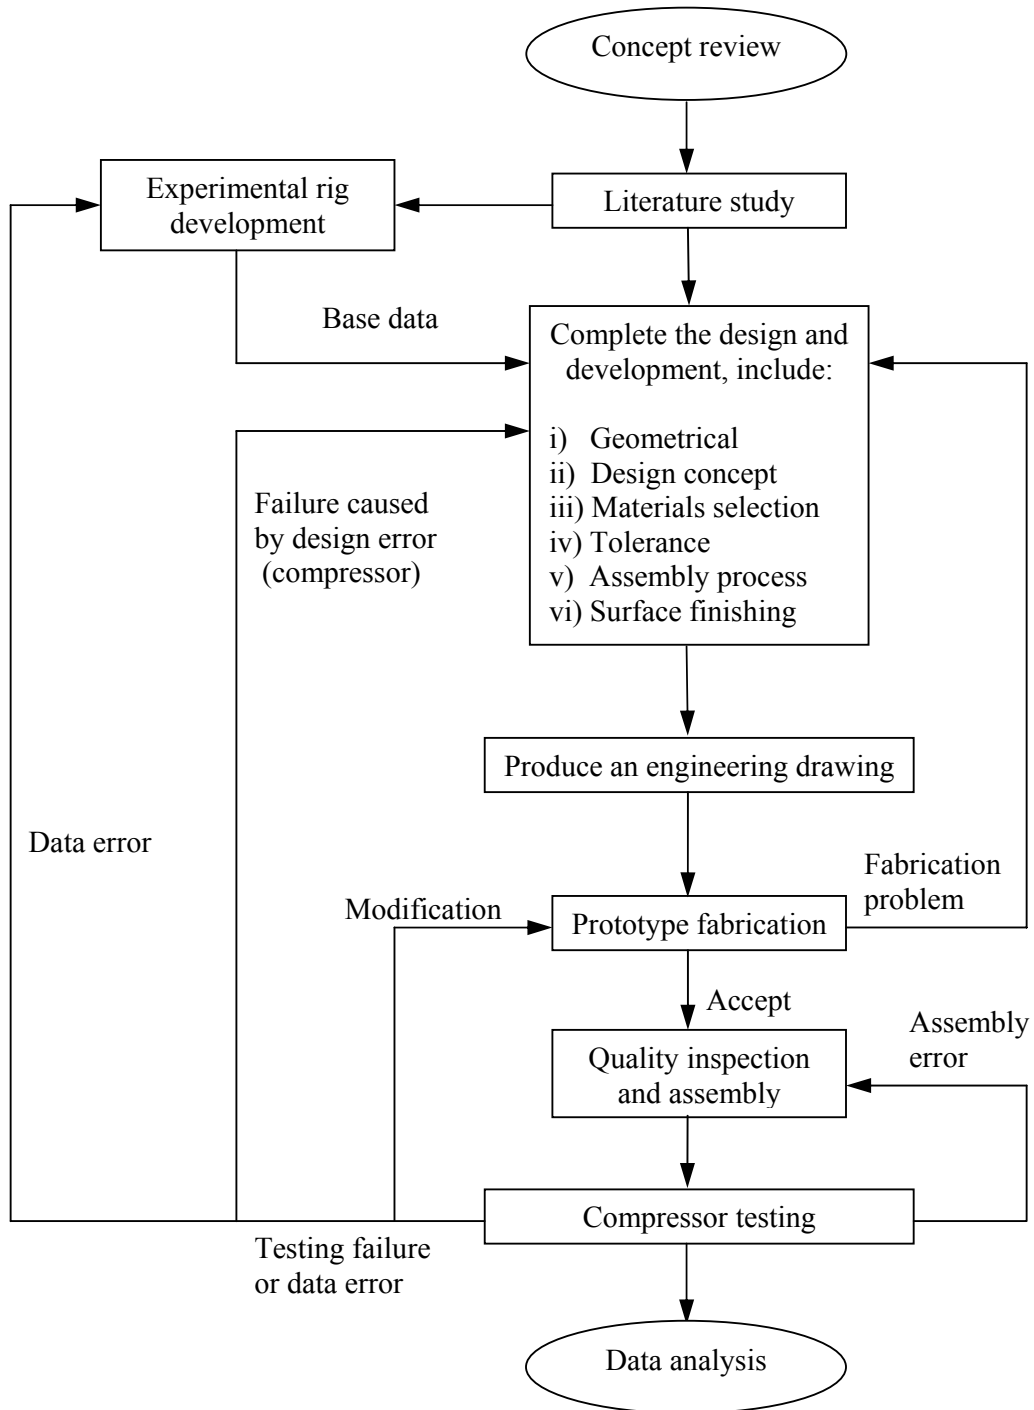 Concept review
Experimental rig
development
Literature study
Base data
Complete the design and
development, include:
i) Geometrical
ii) Design concept
iii) Materials selection
iv) Tolerance
v) Assembly process
vi) Surface finishing
Failure caused
by design error
(compressor)
Produce an engineering drawing
Data error
Fabrication
problem
Modification
Prototype fabrication
Accept
Assembly
error
Quality inspection
and assembly
Compressor testing
Testing failure
or data error
Data analysis